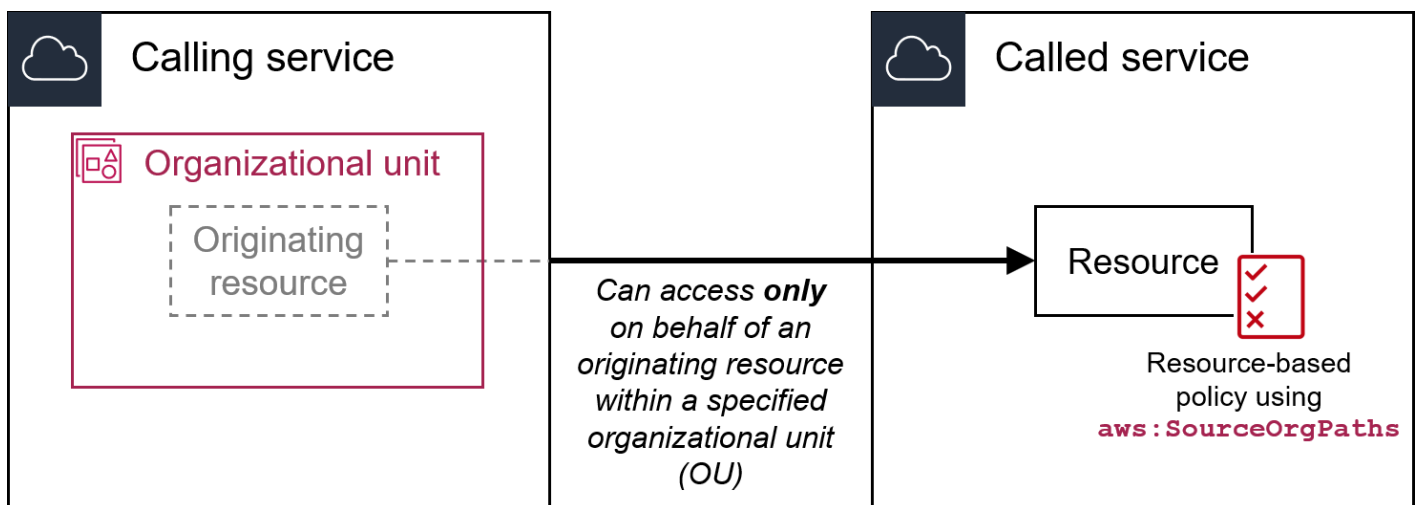 Calling service
Organizational unit
Originating
resource
Can access only
on behalf of an
originating resource
within a specified
organizational unit
(OU)
Called service
Resource
Resource-based
policy using
aws:SourceOrgPaths